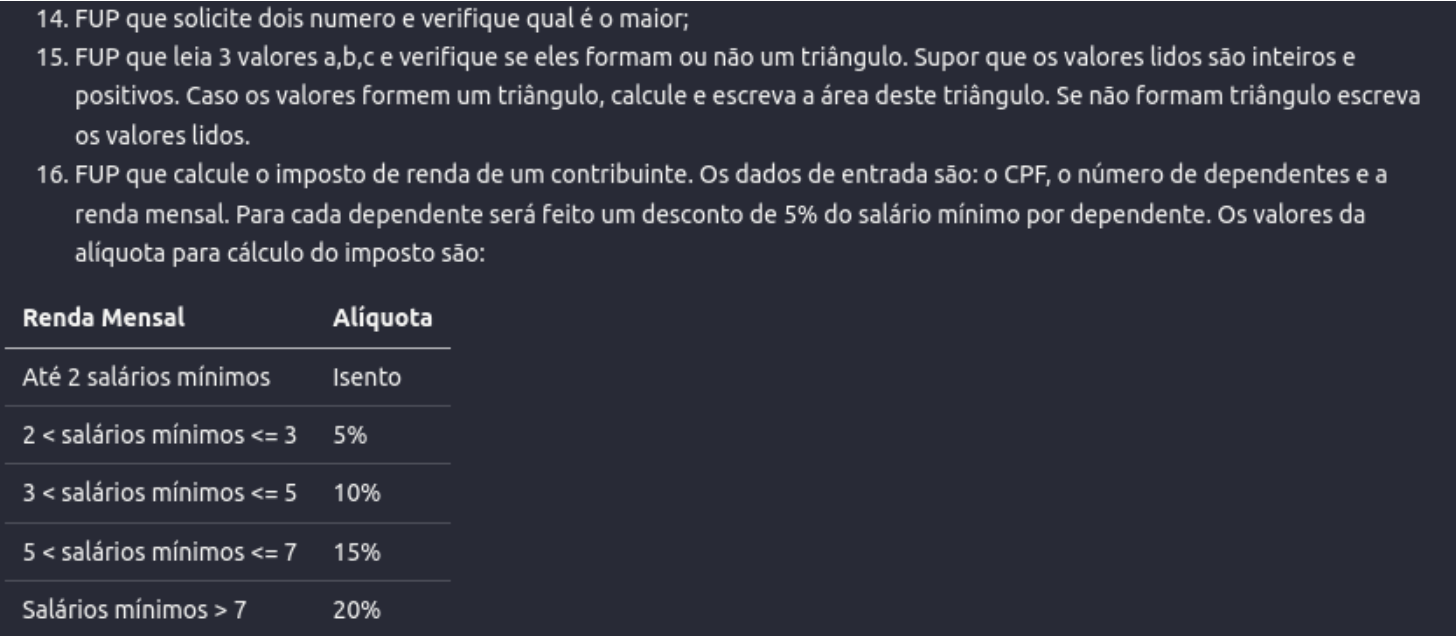 14. FUP que solicite dois numero e verifique qual é o maior;
15. FUP que leia 3 valores a,b,c e verifique se eles formam ou não um triângulo. Supor que os valores lidos são inteiros e
positivos. Caso os valores formem um triângulo, calcule e escreva a área deste triângulo. Se não formam triângulo escreva
os valores lidos.
16. FUP que calcule o imposto de renda de um contribuinte. Os dados de entrada são: o CPF, o número de dependentes e a
renda mensal. Para cada dependente será feito um desconto de 5% do salário mínimo por dependente. Os valores da
alíquota para cálculo do imposto são:
Renda Mensal Alíquota
Até 2 salários mínimos Isento
2 < salários mínimos <= 3 5%
3 < salários mínimos <= 5 10%
5 < salários mínimos <= 7 15%
Salários mínimos > 7 20%